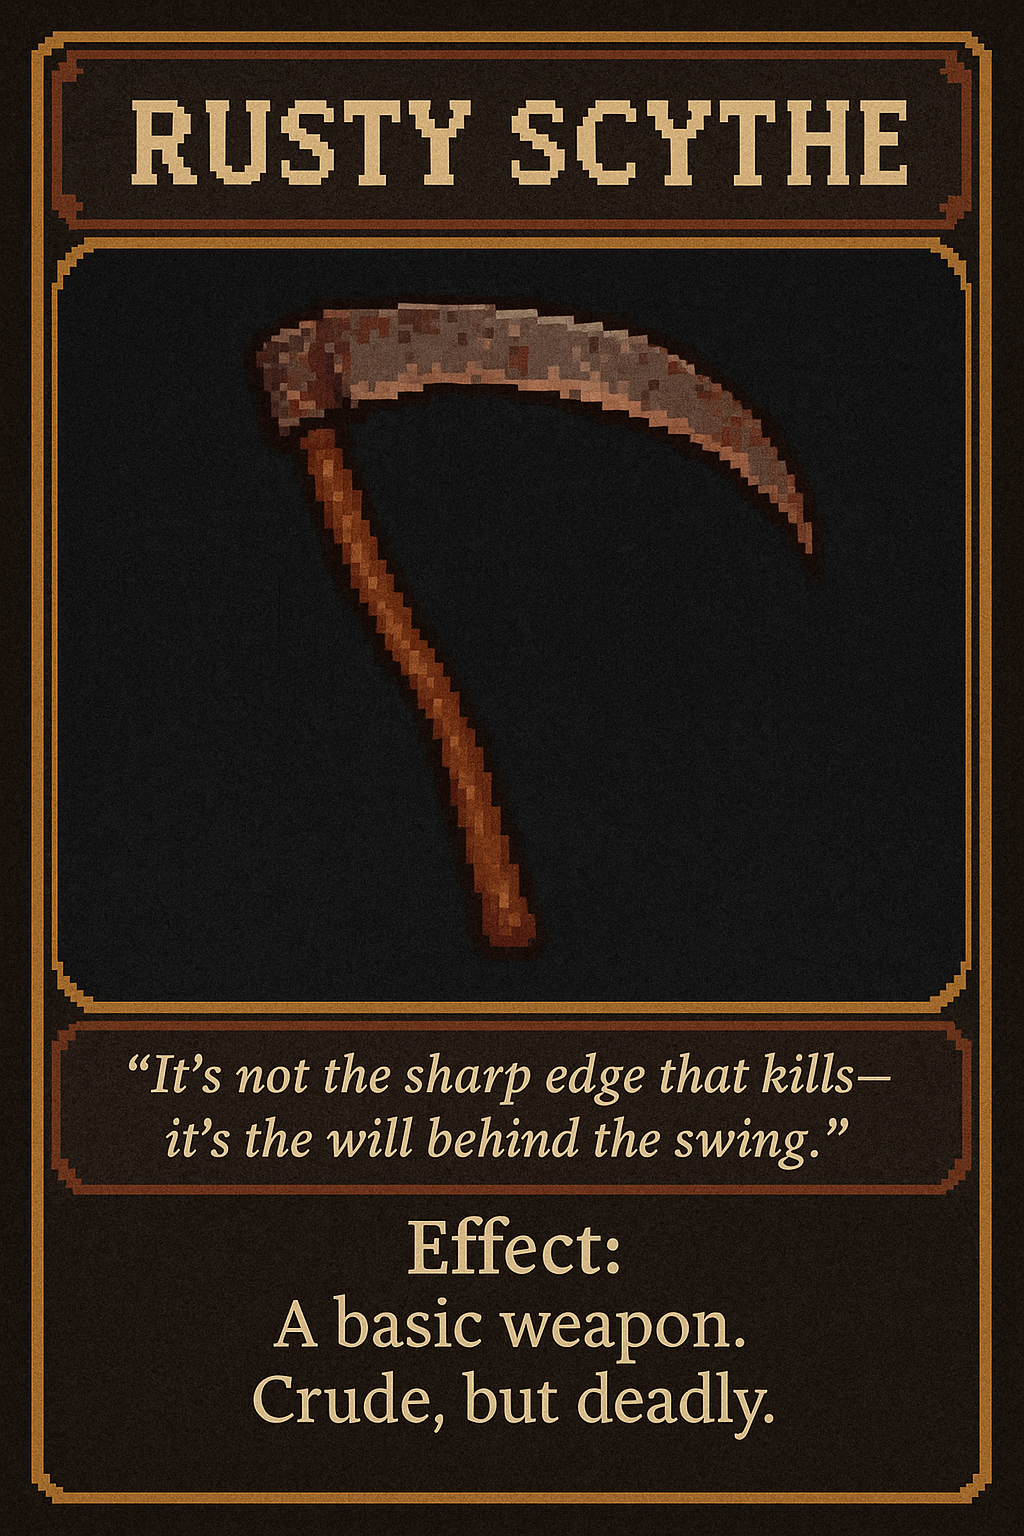 RUSTY SCYTHE
“It’s not the sharp edge that kills—
it’s the will behind the swing.”
Effect:
A basic weapon.
Crude, but deadly.